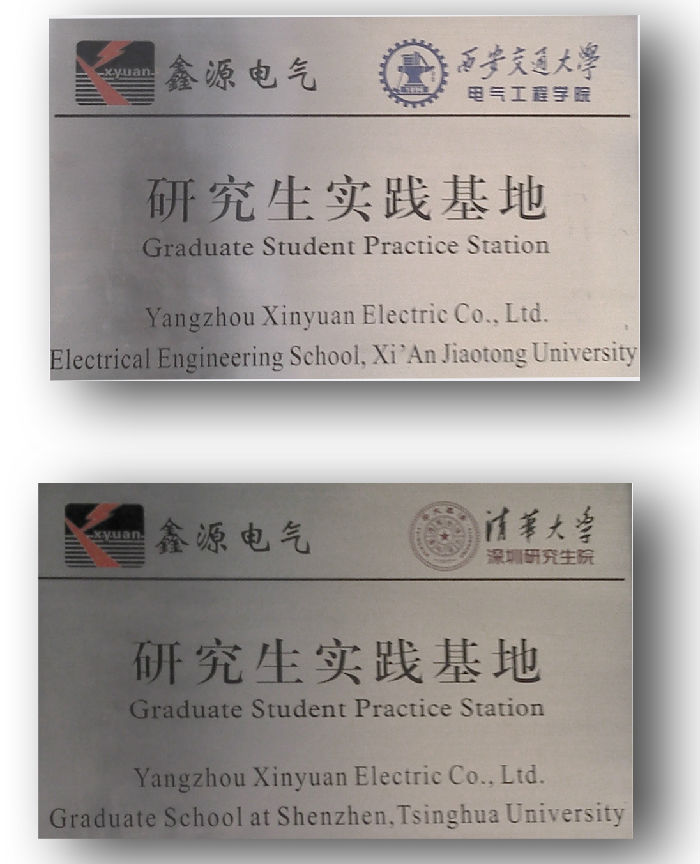 xyuan 鑫源电气 西安交通大學
电气工程学院
研究生实践基地
Graduate Student Practice Station
Yangzhou Xinyuan Electric Co., Ltd.
Electrical Engineering School, Xi'An Jiaotong University
xyuan 鑫源电气 清華大学
深圳研究生院
研究生实践基地
Graduate Student Practice Station
Yangzhou Xinyuan Electric Co., Ltd.
Graduate School at Shenzhen, Tsinghua University